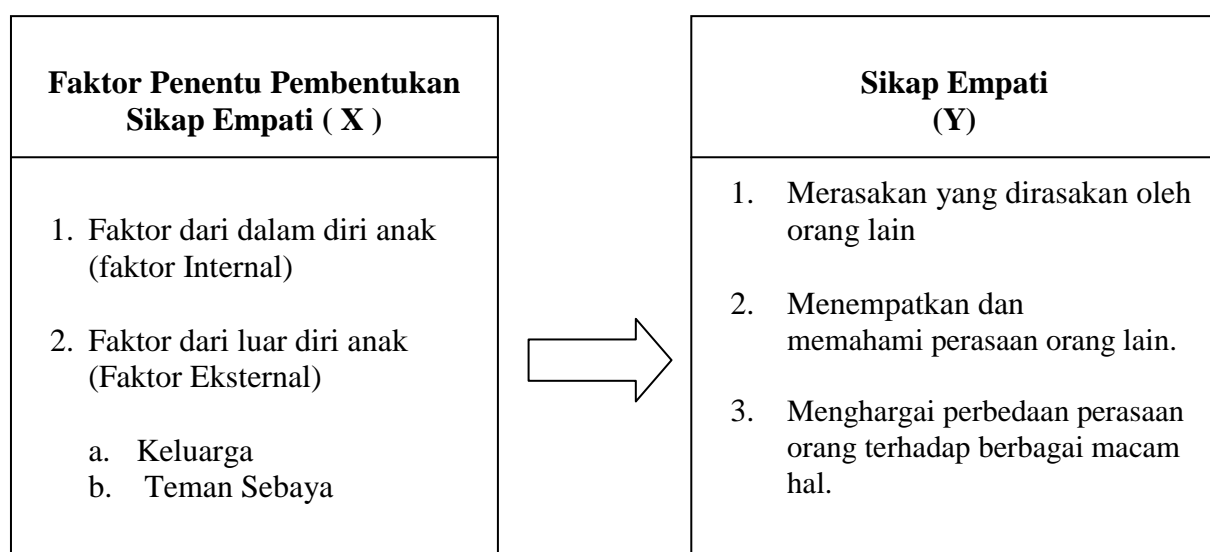 Faktor Penentu Pembentukan
Sikap Empati ( X )
1. Faktor dari dalam diri anak
(faktor Internal)
2. Faktor dari luar diri anak
(Faktor Eksternal)
a. Keluarga
b. Teman Sebaya
Sikap Empati
(Y)
1. Merasakan yang dirasakan oleh
orang lain
2. Menempatkan dan
memahami perasaan orang lain.
3. Menghargai perbedaan perasaan
orang terhadap berbagai macam
hal.